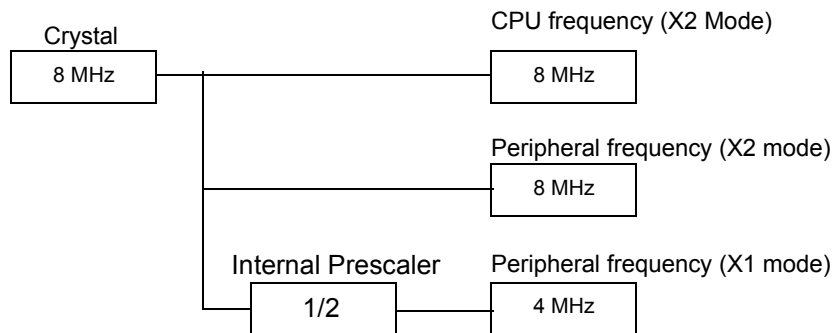 CPU frequency (X2 Mode)
Crystal
8 MHz
8 MHz
Peripheral frequency (X2 mode)
8 MHz
Internal Prescaler
Peripheral frequency (X1 mode)
1/2
4 MHz